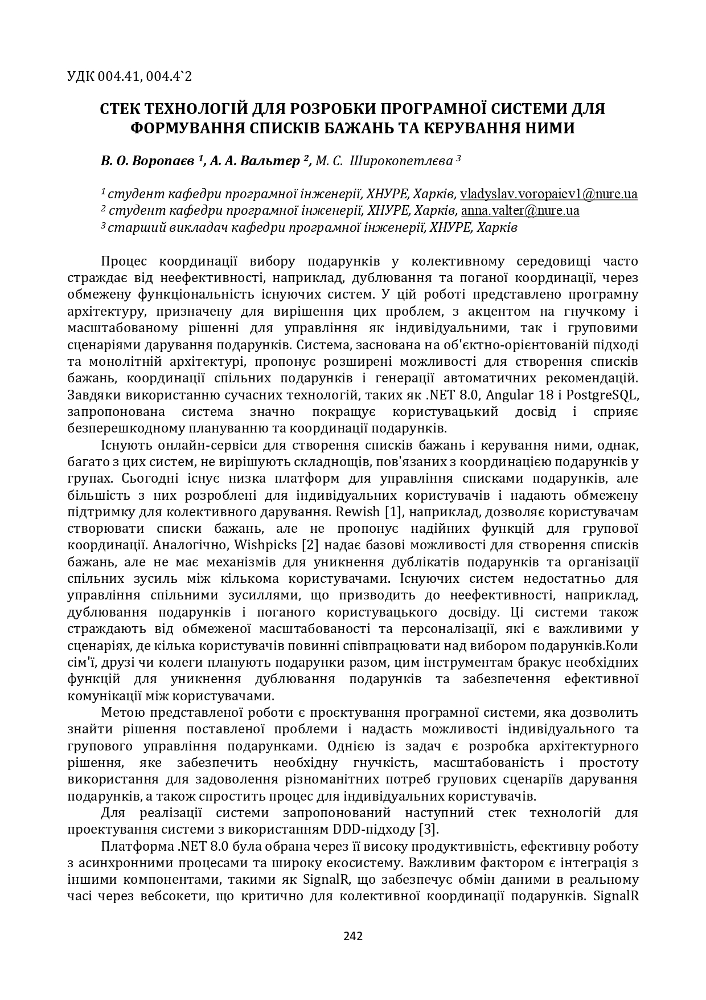 УДК 004.41, 004.4`2
СТЕК ТЕХНОЛОГІЙ ДЛЯ РОЗРОБКИ ПРОГРАМНОЇ СИСТЕМИ ДЛЯ
ФОРМУВАННЯ СПИСКІВ БАЖАНЬ ТА КЕРУВАННЯ НИМИ
В. О. Воропаєв ¹, А. А. Вальтер ², М. С. Широкопетлєва ³
¹ студент кафедри програмної інженерії, ХНУРЕ, Харків, vladyslav.voropaiev1@nure.ua
² студент кафедри програмної інженерії, ХНУРЕ, Харків, anna.valter@nure.ua
³ старший викладач кафедри програмної інженерії, ХНУРЕ, Харків
Процес координації вибору подарунків у колективному середовищі часто
страждає від неефективності, наприклад, дублювання та поганої координації, через
обмежену функціональність існуючих систем. У цій роботі представлено програмну
архітектуру, призначену для вирішення цих проблем, з акцентом на гнучкому і
масштабованому рішенні для управління як індивідуальними, так і груповими
сценаріями дарування подарунків. Система, заснована на об'єктно-орієнтованій підході
та монолітній архітектурі, пропонує розширені можливості для створення списків
бажань, координації спільних подарунків і генерації автоматичних рекомендацій.
Завдяки використанню сучасних технологій, таких як .NET 8.0, Angular 18 і PostgreSQL,
запропонована система значно покращує користувацький досвід і сприяє
безперешкодному плануванню та координації подарунків.
Існують онлайн-сервіси для створення списків бажань і керування ними, однак,
багато з цих систем, не вирішують складнощів, пов'язаних з координацією подарунків у
групах. Сьогодні існує низка платформ для управління списками подарунків, але
більшість з них розроблені для індивідуальних користувачів і надають обмежену
підтримку для колективного дарування. Rewish [1], наприклад, дозволяє користувачам
створювати списки бажань, але не пропонує надійних функцій для групової
координації. Аналогічно, Wishpicks [2] надає базові можливості для створення списків
бажань, але не має механізмів для уникнення дублікатів подарунків та організації
спільних зусиль між кількома користувачами. Існуючих систем недостатньо для
управління спільними зусиллями, що призводить до неефективності, наприклад,
дублювання подарунків і поганого користувацького досвіду. Ці системи також
страждають від обмеженої масштабованості та персоналізації, які є важливими у
сценаріях, де кілька користувачів повинні співпрацювати над вибором подарунків.Коли
сім'ї, друзі чи колеги планують подарунки разом, цим інструментам бракує необхідних
функцій для уникнення дублювання подарунків та забезпечення ефективної
комунікації між користувачами.
Метою представленої роботи є проєктування програмної системи, яка дозволить
знайти рішення поставленої проблеми і надасть можливості індивідуального та
групового управління подарунками. Однією із задач є розробка архітектурного
рішення, яке забезпечить необхідну гнучкість, масштабованість і простоту
використання для задоволення різноманітних потреб групових сценаріїв дарування
подарунків, а також спростить процес для індивідуальних користувачів.
Для реалізації системи запропонований наступний стек технологій для
проектування системи з використанням DDD-підходу [3].
Платформа .NET 8.0 була обрана через її високу продуктивність, ефективну роботу
з асинхронними процесами та широку екосистему. Важливим фактором є інтеграція з
іншими компонентами, такими як SignalR, що забезпечує обмін даними в реальному
часі через вебсокети, що критично для колективної координації подарунків. SignalR
242